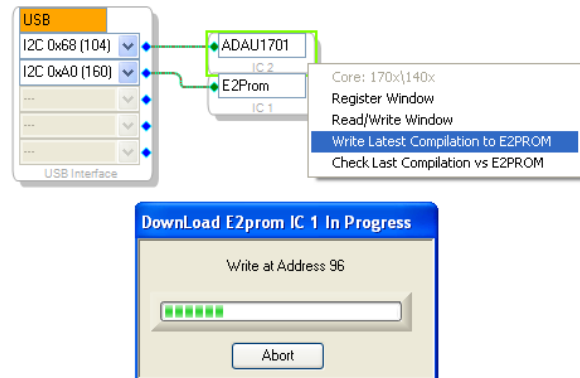 USB
I2C 0x68 (104)
I2C 0xA0 (160)
---
---
---
USB Interface
ADAU1701
IC 2
E2Prom
IC 1
Core: 170x\140x
Register Window
Read/Write Window
Write Latest Compilation to E2PROM
Check Last Compilation vs E2PROM
DownLoad E2prom IC 1 In Progress
Write at Address 96
Abort